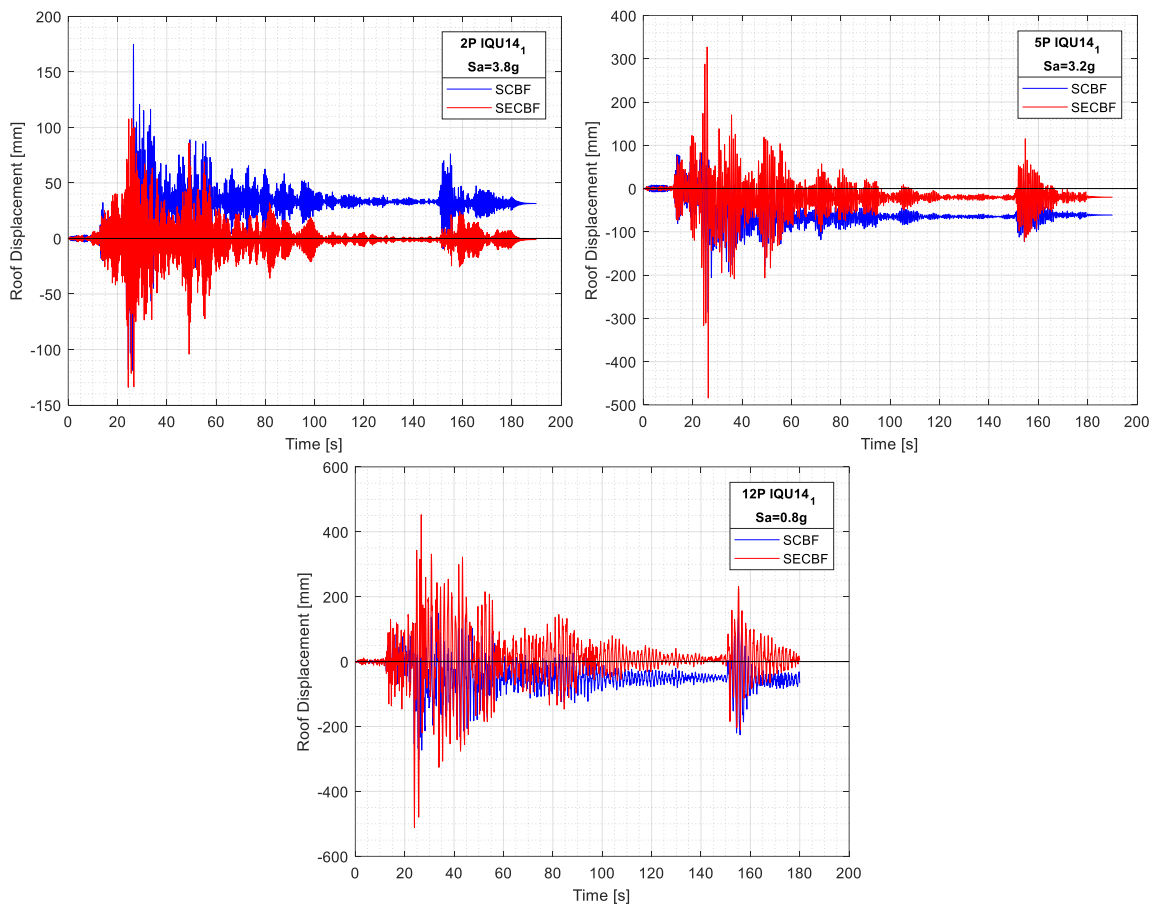 200
150
100
50
0
-50
-100
-150
Roof Displacement [mm]
0 20 40 60 80 100 120 140 160 180 200
Time [s]
2P IQU14₁
Sa=3.8g
SCBF
SECBF
400
300
200
100
0
-100
-200
-300
-400
-500
Roof Displacement [mm]
0 20 40 60 80 100 120 140 160 180 200
Time [s]
5P IQU14₁
Sa=3.2g
SCBF
SECBF
600
400
200
0
-200
-400
-600
Roof Displacement [mm]
0 20 40 60 80 100 120 140 160 180 200
Time [s]
12P IQU14₁
Sa=0.8g
SCBF
SECBF